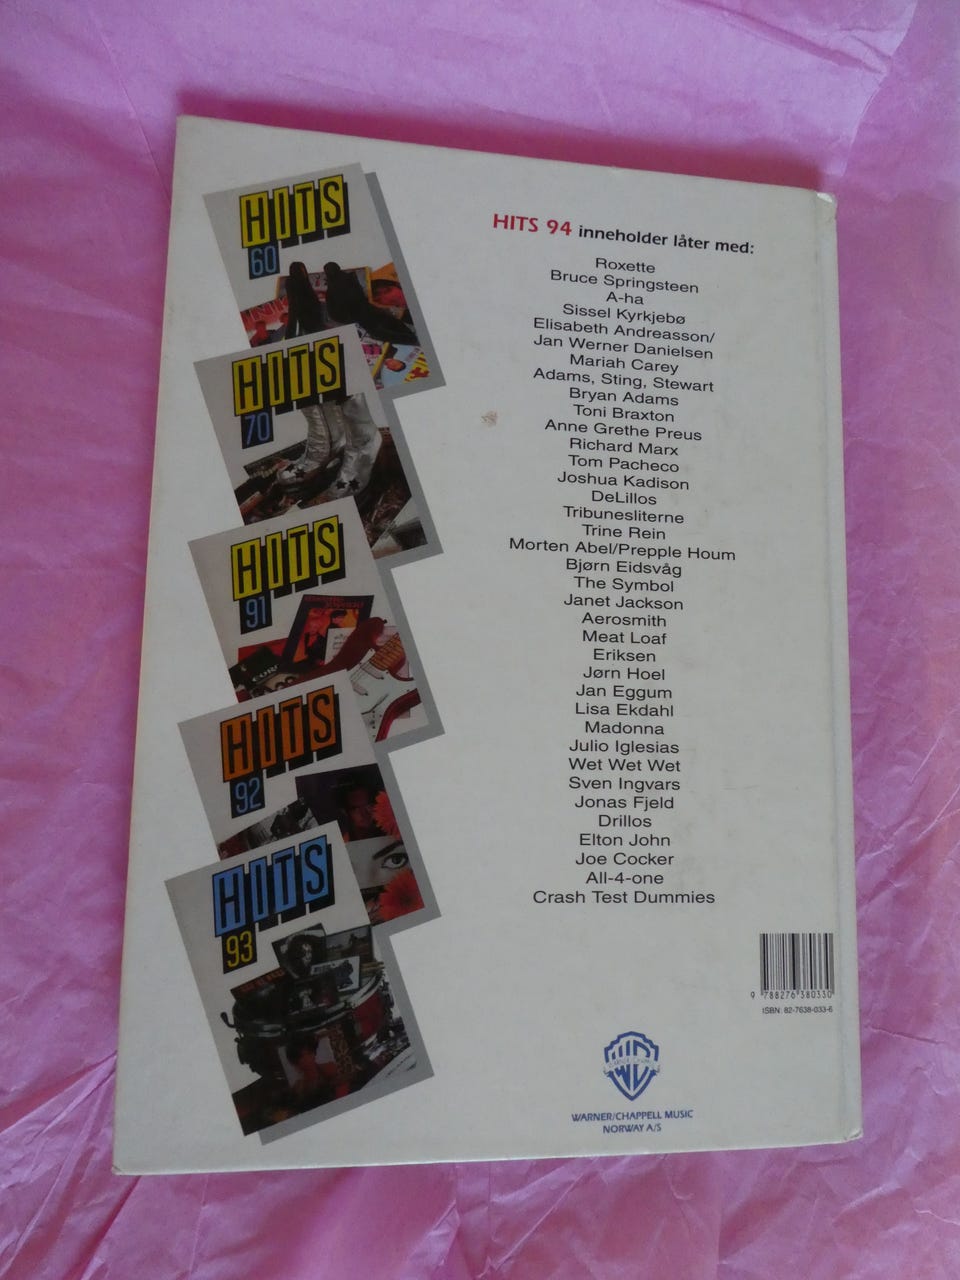 HITS
60
HITS
70
HITS
91
HITS
92
HITS
93
HITS 94 inneholder låter med:
Roxette
Bruce Springsteen
A-ha
Sissel Kyrkjebø
Elisabeth Andreasson/
Jan Werner Danielsen
Mariah Carey
Adams, Sting, Stewart
Bryan Adams
Toni Braxton
Anne Grethe Preus
Richard Marx
Tom Pacheco
Joshua Kadison
DeLillos
Tribunesliterne
Trine Rein
Morten Abel/Prepple Houm
Bjørn Eidsvåg
The Symbol
Janet Jackson
Aerosmith
Meat Loaf
Eriksen
Jørn Hoel
Jan Eggum
Lisa Ekdahl
Madonna
Julio Iglesias
Wet Wet Wet
Sven Ingvars
Jonas Fjeld
Drillos
Elton John
Joe Cocker
All-4-one
Crash Test Dummies
9 788276 380330
ISBN: 82-7638-033-6
WARNER/CHAPPELL MUSIC
NORWAY A/S